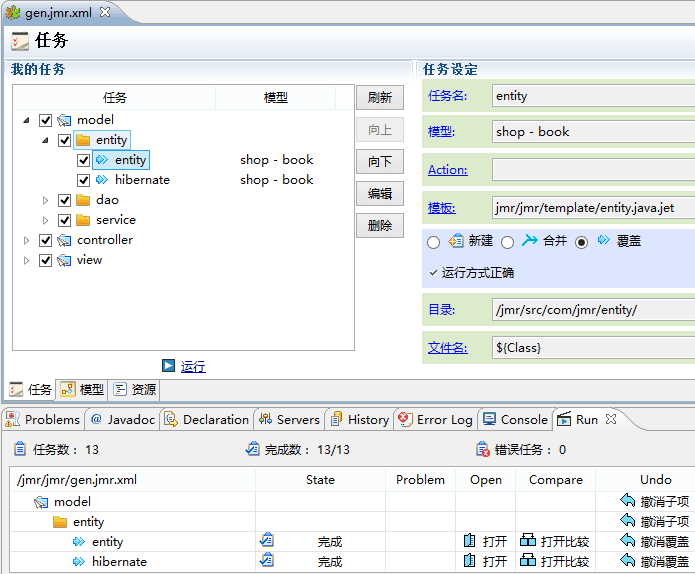 gen.jmr.xml
任务
我的任务
任务 模型
model
entity
entity shop - book
hibernate shop - book
dao
service
controller
view
刷新
向上
向下
编辑
删除
运行
任务设定
任务名: entity
模型: shop - book
Action:
模板: jmr/jmr/template/entity.java.jet
新建 合并 覆盖
运行方式正确
目录: /jmr/src/com/jmr/entity/
文件名: ${Class}
任务 模型 资源
Problems @ Javadoc Declaration Servers History Error Log Console Run
任务数： 13 完成数： 13/13 错误任务： 0
/jmr/jmr/gen.jmr.xml State Problem Open Compare Undo
model 撤消子项
entity 撤消子项
entity 完成 打开 打开比较 撤消覆盖
hibernate 完成 打开 打开比较 撤消覆盖